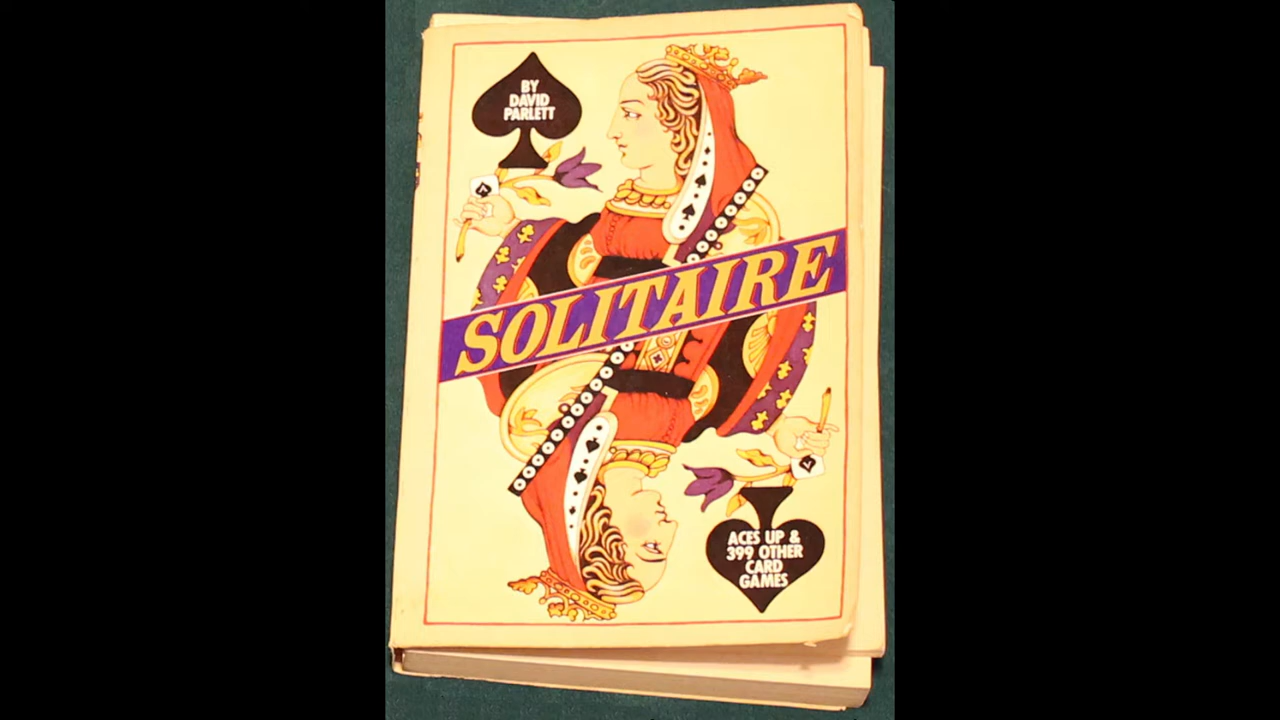 BY
DAVID
PARLETT
SOLITAIRE
ACES UP &
399 OTHER
CARD
GAMES